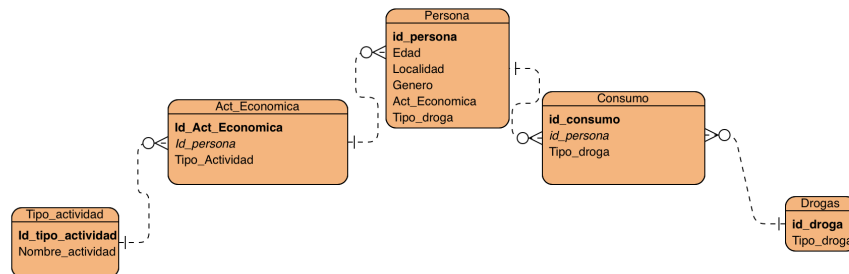 Persona
id_persona
Edad
Localidad
Genero
Act_Economica
Tipo_droga
Act_Economica
Id_Act_Economica
Id_persona
Tipo_Actividad
Consumo
id_consumo
id_persona
Tipo_droga
Tipo_actividad
Id_tipo_actividad
Nombre_actividad
Drogas
id_droga
Tipo_droga